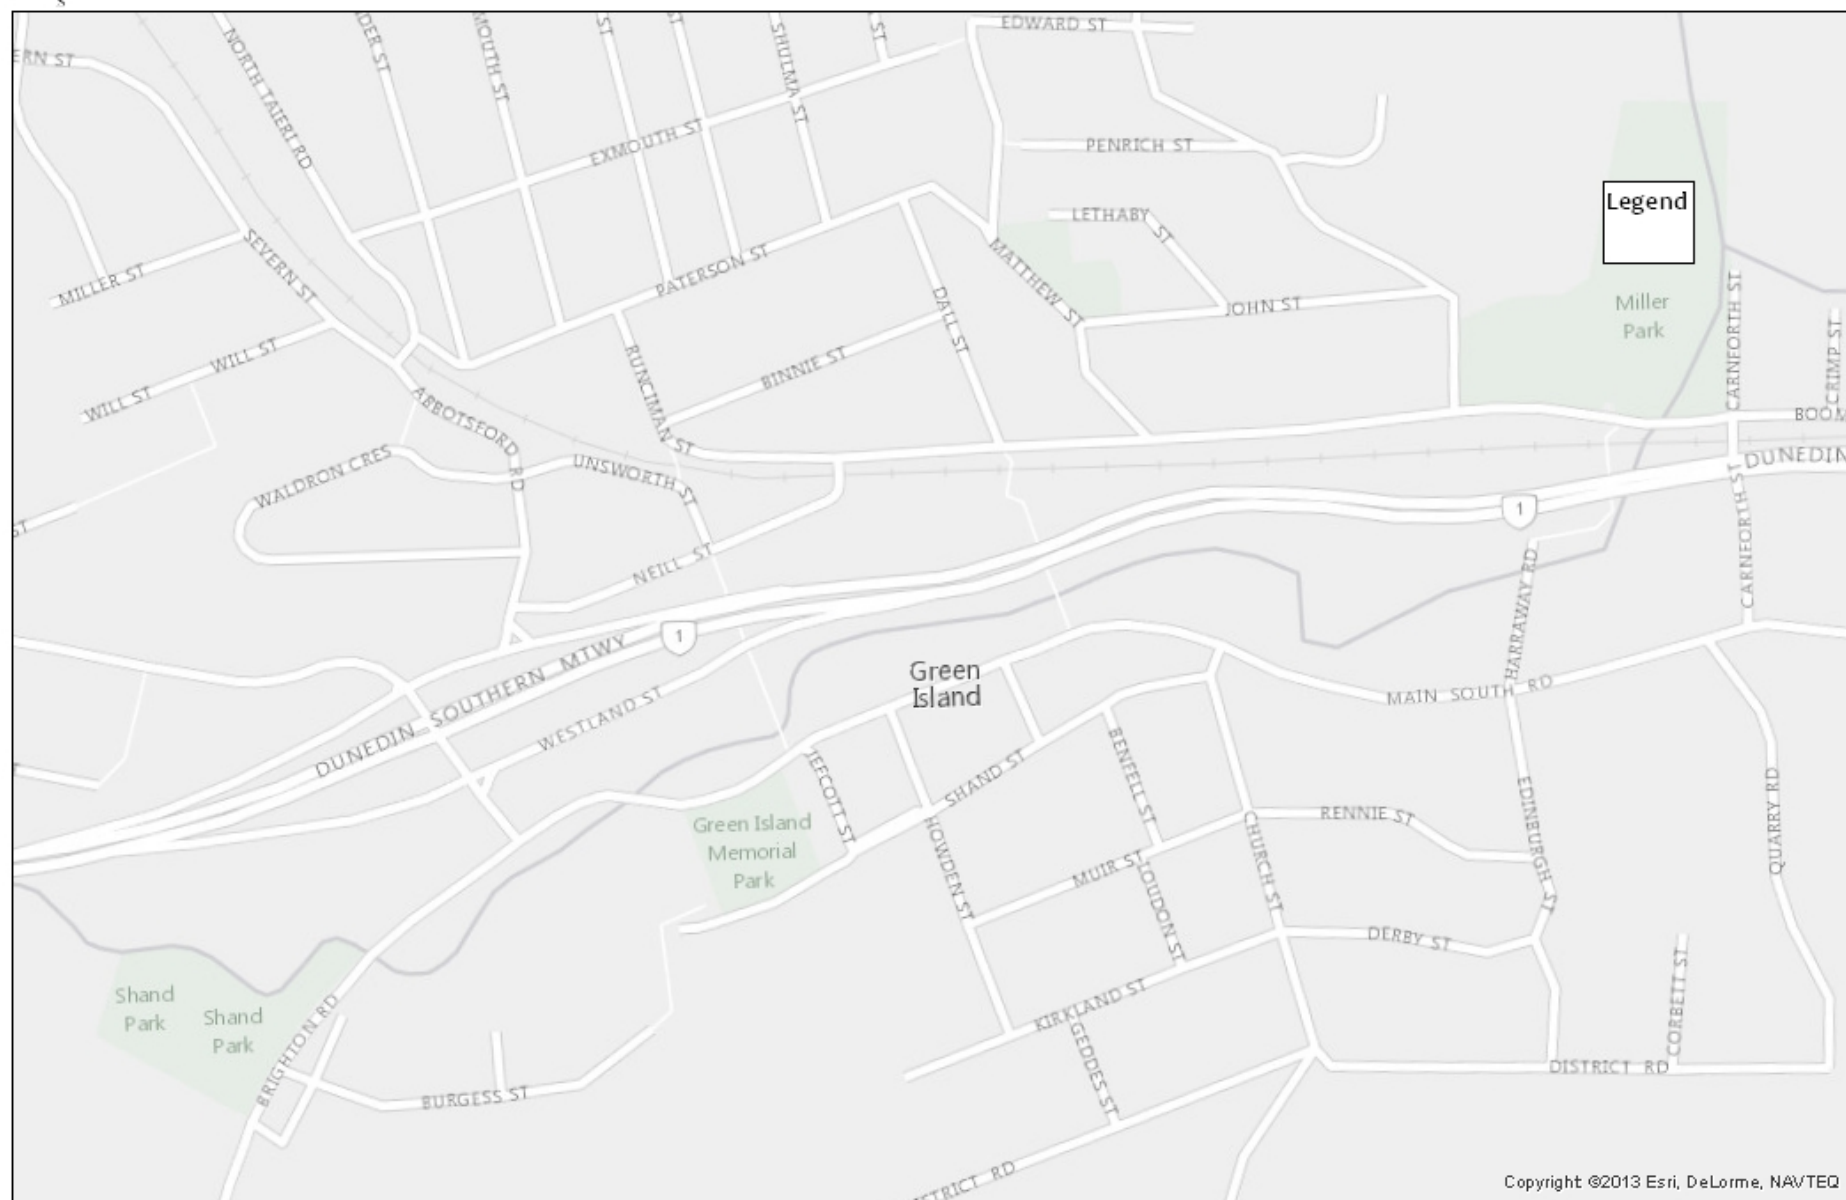 EDWARD ST
ERN ST
NORTH TAIERI RD
DER ST
MOUTH ST
ST
ST
SHULMA ST
ST
EXMOUTH ST
PENRICH ST
Legend
LETHABY ST
SEVERN ST
MILLER ST
PATERSON ST
MATTHEW ST
DALL ST
JOHN ST
Miller
Park
CARNFORTH ST
CRIMP ST
WILL ST
WILL ST
RUNCIMAN ST
BINNIE ST
ABBOTSFORD RD
BOOM
WALDRON CRES
UNSWORTH ST
DUNEDIN
1
ST
CARNFORTH ST
NEILL ST
HARRAWAY RD
1
DUNEDIN SOUTHERN MTWY
Green
Island
MAIN SOUTH RD
WESTLAND ST
JEFCOTT ST
SHAND ST
BENFELL ST
EDINBURGH ST
QUARRY RD
Green Island
Memorial
Park
HOWDEN ST
CHURCH ST
RENNIE ST
MUIR ST
LOUDON ST
DERBY ST
CORBETT ST
Shand
Park
Shand
Park
KIRKLAND ST
BRIGHTON RD
GEDDES ST
BURGESS ST
DISTRICT RD
STRICT RD
Copyright ©2013 Esri, DeLorme, NAVTEQ